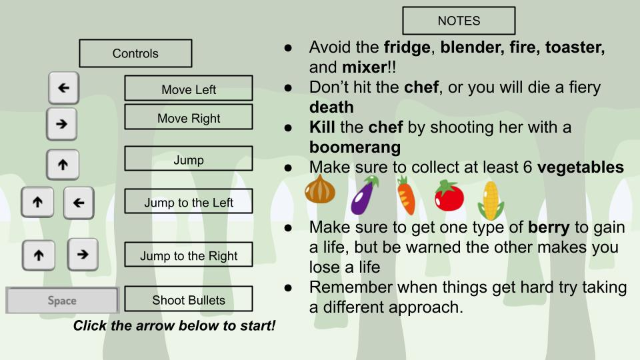 Controls
Move Left
Move Right
Jump
Jump to the Left
Jump to the Right
Space
Shoot Bullets
Click the arrow below to start!
NOTES
● Avoid the fridge, blender, fire, toaster,
and mixer!!
● Don’t hit the chef, or you will die a fiery
death
● Kill the chef by shooting her with a
boomerang
● Make sure to collect at least 6 vegetables
● Make sure to get one type of berry to gain
a life, but be warned the other makes you
lose a life
● Remember when things get hard try taking
a different approach.